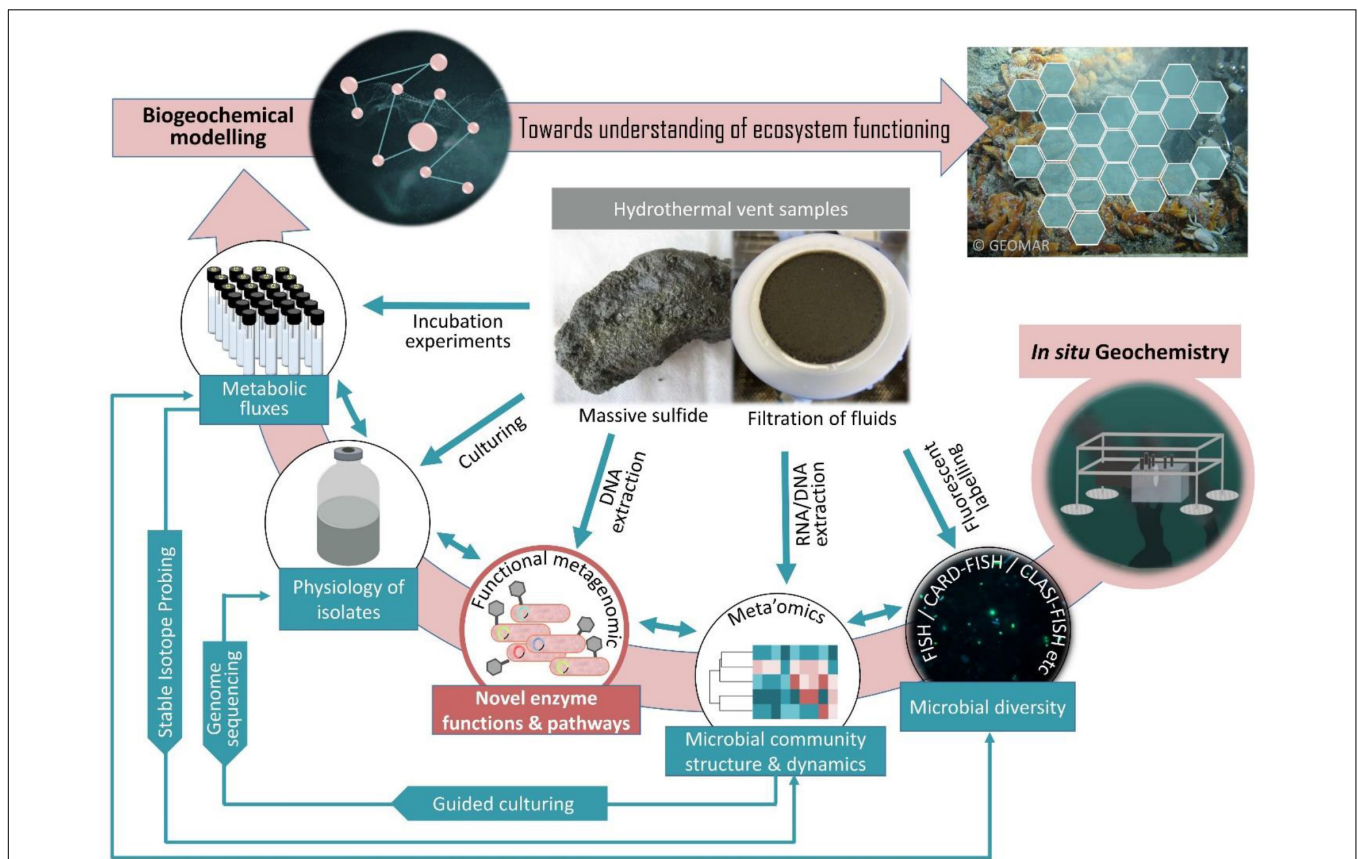 Biogeochemical
modelling
Towards understanding of ecosystem functioning
© GEOMAR
Hydrothermal vent samples
Massive sulfide
Filtration of fluids
Incubation
experiments
Culturing
DNA
extraction
RNA/DNA
extraction
Fluorescent
labelling
In situ Geochemistry
Metabolic
fluxes
Physiology of
isolates
Functional metagenomic
Novel enzyme
functions & pathways
Meta'omics
Microbial community
structure & dynamics
FISH / CARD-FISH / CLASI-FISH etc
Microbial diversity
Stable Isotope Probing
Genome
sequencing
Guided culturing